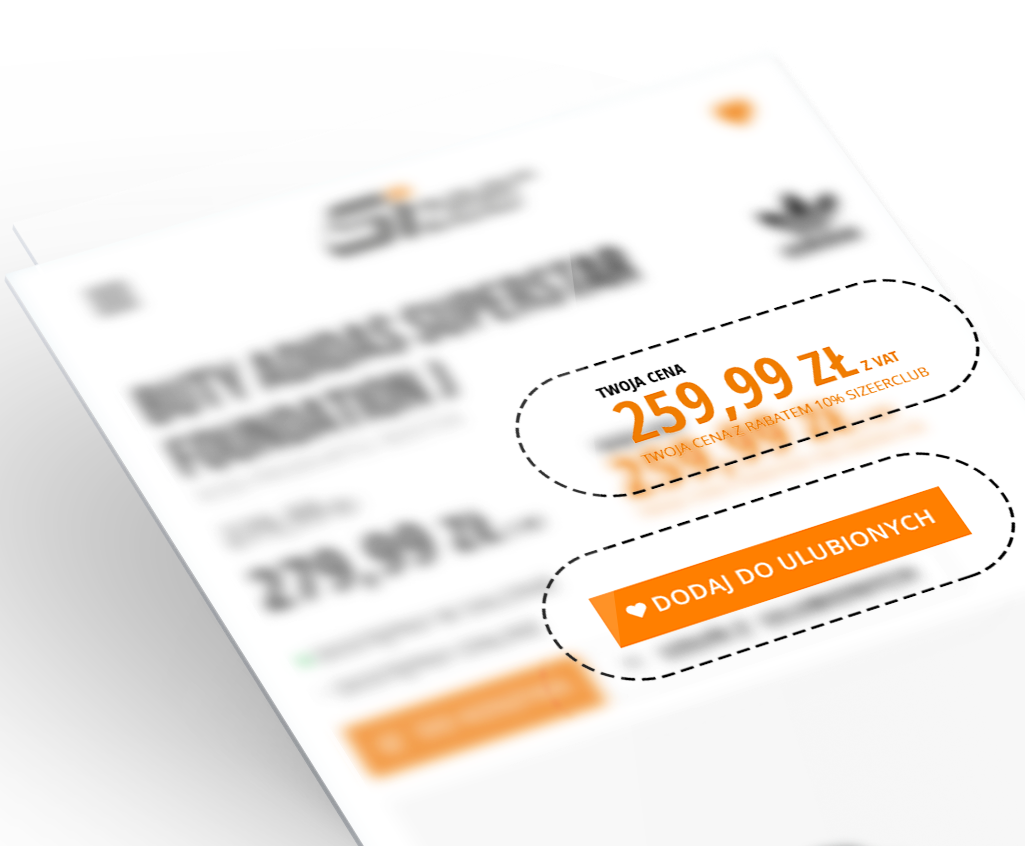 BUTY ADIDAS SUPERSTAR
FOUNDATION J
279,99 ZŁ
TWOJA CENA
259,99 ZŁ Z VAT
TWOJA CENA Z RABATEM 10% SIZEERCLUB
DODAJ DO ULUBIONYCH